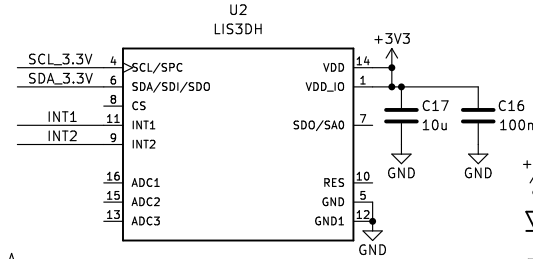 U2
LIS3DH
+3V3
SCL_3.3V 4 SCL/SPC VDD 14
SDA_3.3V 6 SDA/SDI/SDO VDD_IO 1
8 CS
C17 C16
INT1 11 INT1 SDO/SA0 7 10u 100n
INT2 9 INT2
GND GND
16 ADC1 RES 10
15 ADC2 GND 5
13 ADC3 GND1 12
GND